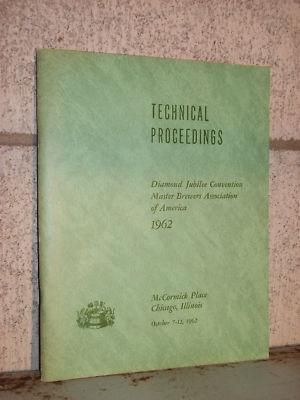 TECHNICAL
PROCEEDINGS
Diamond Jubilee Convention
Master Brewers Association
of America
1962
McCormick Place
Chicago, Illinois
October 7-12, 1962